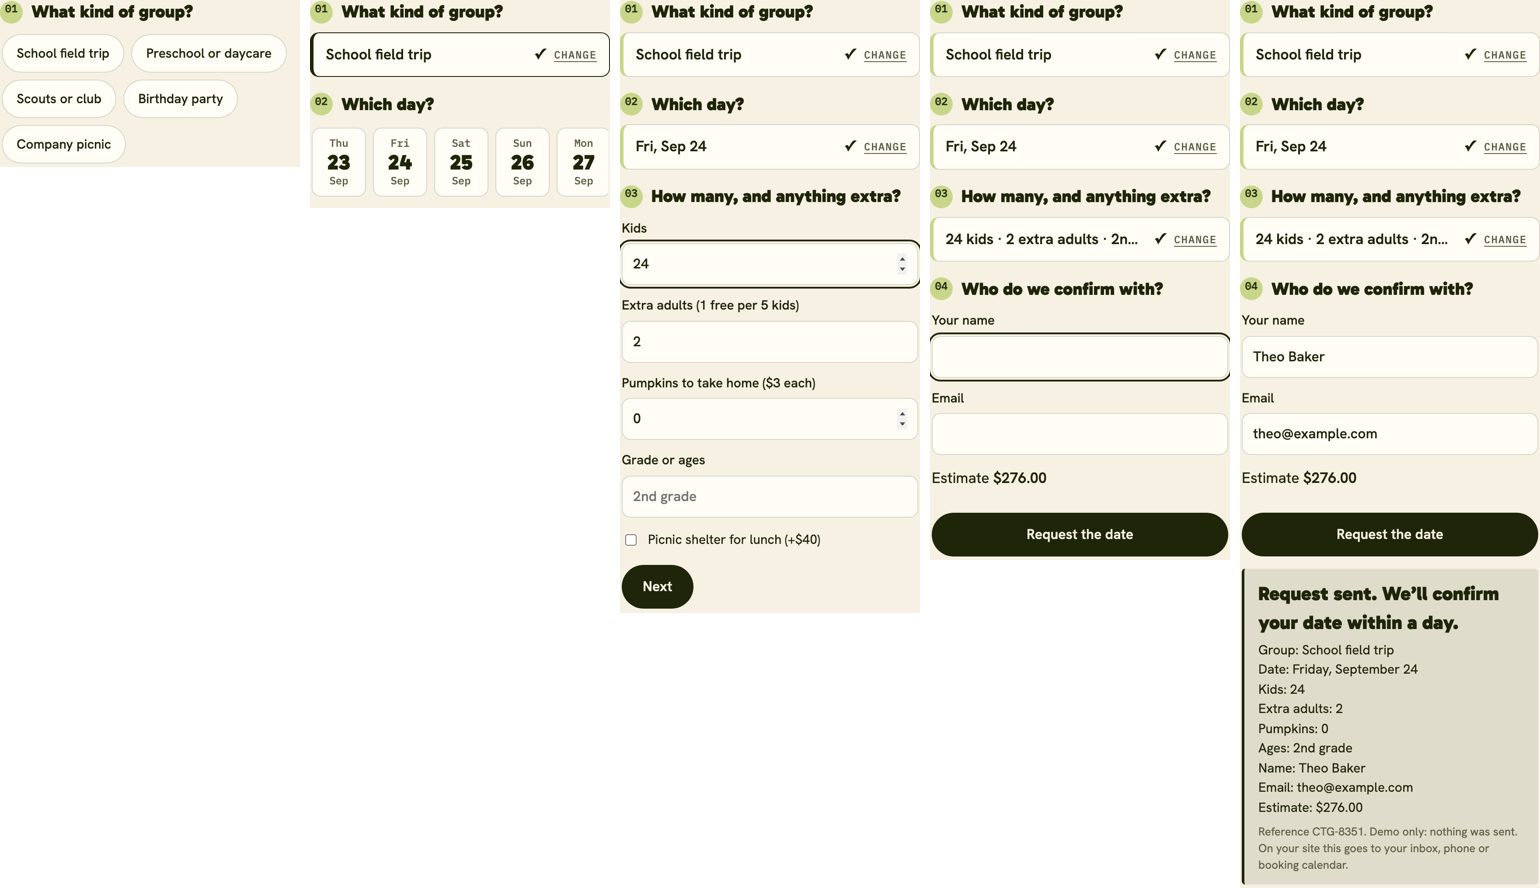 01 What kind of group?
School field trip
Preschool or daycare
Scouts or club
Birthday party
Company picnic
01 What kind of group?
School field trip ✓ CHANGE
02 Which day?
Thu 23 Sep
Fri 24 Sep
Sat 25 Sep
Sun 26 Sep
Mon 27 Sep
01 What kind of group?
School field trip ✓ CHANGE
02 Which day?
Fri, Sep 24 ✓ CHANGE
03 How many, and anything extra?
Kids
24
Extra adults (1 free per 5 kids)
2
Pumpkins to take home ($3 each)
0
Grade or ages
2nd grade
Picnic shelter for lunch (+$40)
Next
01 What kind of group?
School field trip ✓ CHANGE
02 Which day?
Fri, Sep 24 ✓ CHANGE
03 How many, and anything extra?
24 kids · 2 extra adults · 2n... ✓ CHANGE
04 Who do we confirm with?
Your name
Email
Estimate $276.00
Request the date
01 What kind of group?
School field trip ✓ CHANGE
02 Which day?
Fri, Sep 24 ✓ CHANGE
03 How many, and anything extra?
24 kids · 2 extra adults · 2n... ✓ CHANGE
04 Who do we confirm with?
Your name
Theo Baker
Email
theo@example.com
Estimate $276.00
Request the date
Request sent. We’ll confirm
your date within a day.
Group: School field trip
Date: Friday, September 24
Kids: 24
Extra adults: 2
Pumpkins: 0
Ages: 2nd grade
Name: Theo Baker
Email: theo@example.com
Estimate: $276.00
Reference CTG-8351. Demo only: nothing was sent.
On your site this goes to your inbox, phone or
booking calendar.